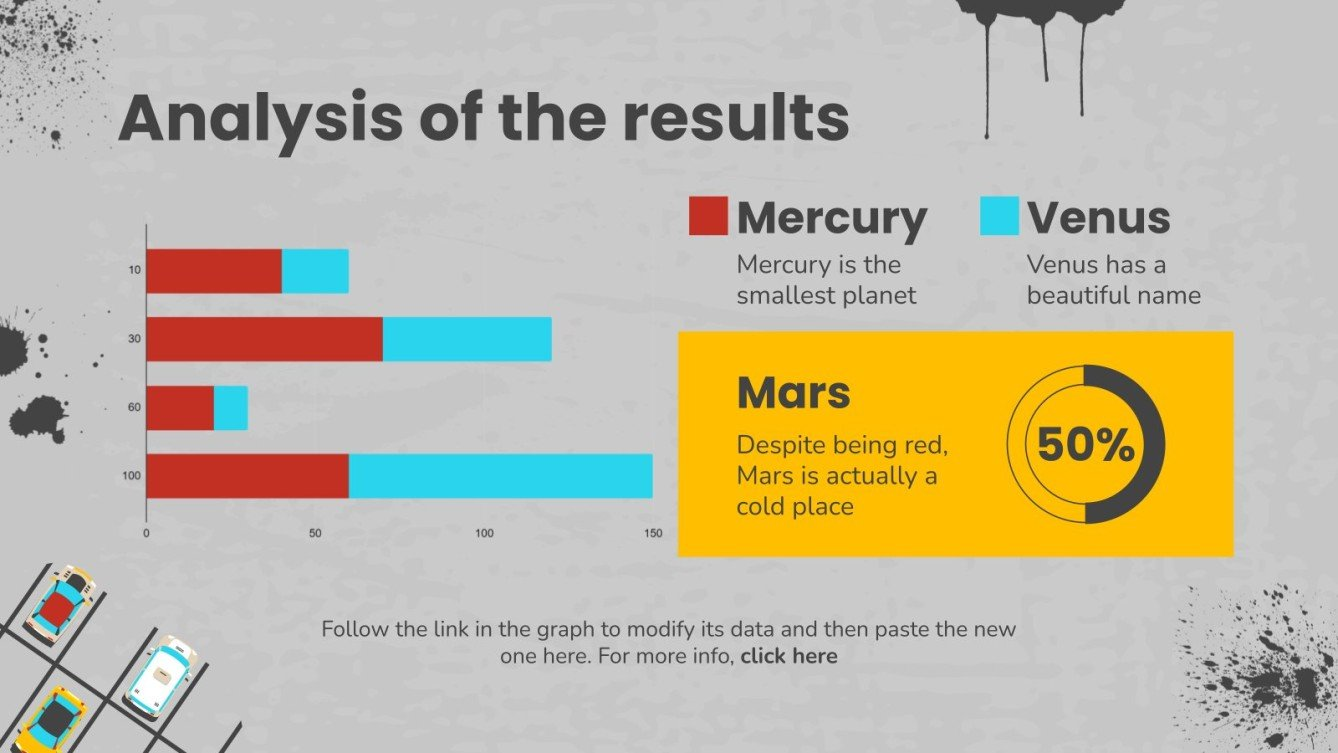 Analysis of the results
Mercury
Mercury is the
smallest planet
Venus
Venus has a
beautiful name
10
30
60
100
0
50
100
150
Mars
Despite being red,
Mars is actually a
cold place
50%
Follow the link in the graph to modify its data and then paste the new
one here. For more info, click here